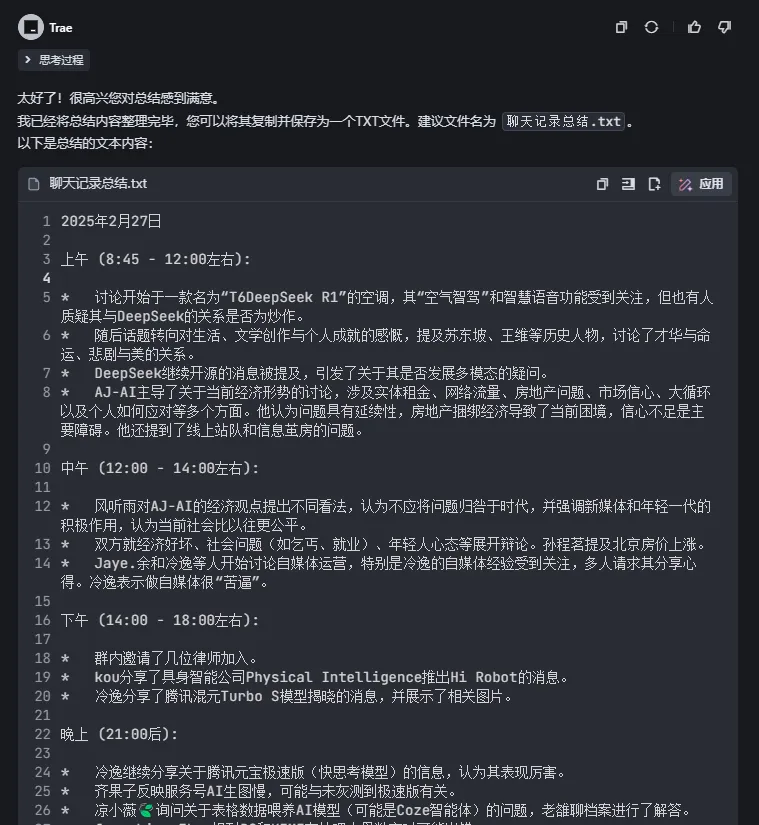 Trae
思考过程
太好了！很高兴您对总结感到满意。
我已经将总结内容整理完毕，您可以将其复制并保存为一个TXT文件。建议文件名为 聊天记录总结.txt 。
以下是总结的文本内容：
聊天记录总结.txt
应用
1 2025年2月27日
2
3 上午 (8:45 - 12:00左右)：
4
5 * 讨论开始于一款名为“T6DeepSeek R1”的空调，其“空气智驾”和智慧语音功能受到关注，但也有人
质疑其与DeepSeek的关系是否为炒作。
6 * 随后话题转向对生活、文学创作与个人成就的感慨，提及苏东坡、王维等历史人物，讨论了才华与命
运、悲剧与美的关系。
7 * DeepSeek继续开源的消息被提及，引发了关于其是否发展多模态的疑问。
8 * AJ-AI主导了关于当前经济形势的讨论，涉及实体租金、网络流量、房地产问题、市场信心、大循环
以及个人如何应对等多个方面。他认为问题具有延续性，房地产捆绑经济导致了当前困境，信心不足是主
要障碍。他还提到了线上站队和信息茧房的问题。
9
10 中午 (12:00 - 14:00左右)：
11
12 * 风听雨对AJ-AI的经济观点提出不同看法，认为不应将问题归咎于时代，并强调新媒体和年轻一代的
积极作用，认为当前社会比以往更公平。
13 * 双方就经济好坏、社会问题（如乞丐、就业）、年轻人心态等展开辩论。孙程茗提及北京房价上涨。
14 * Jaye.余和冷逸等人开始讨论自媒体运营，特别是冷逸的自媒体经验受到关注，多人请求其分享心
得。冷逸表示做自媒体很“苦逼”。
15
16 下午 (14:00 - 18:00左右)：
17
18 * 群内邀请了几位律师加入。
19 * kou分享了具身智能公司Physical Intelligence推出Hi Robot的消息。
20 * 冷逸分享了腾讯混元Turbo S模型揭晓的消息，并展示了相关图片。
21
22 晚上 (21:00后)：
23
24 * 冷逸继续分享关于腾讯元宝极速版（快思考模型）的信息，认为其表现厉害。
25 * 齐果子反映服务号AI生图慢，可能与未灰测到极速版有关。
26 * 凉小薇🌿询问关于表格数据喂养AI模型（可能是Coze智能体）的问题，老雒聊档案进行了解答。